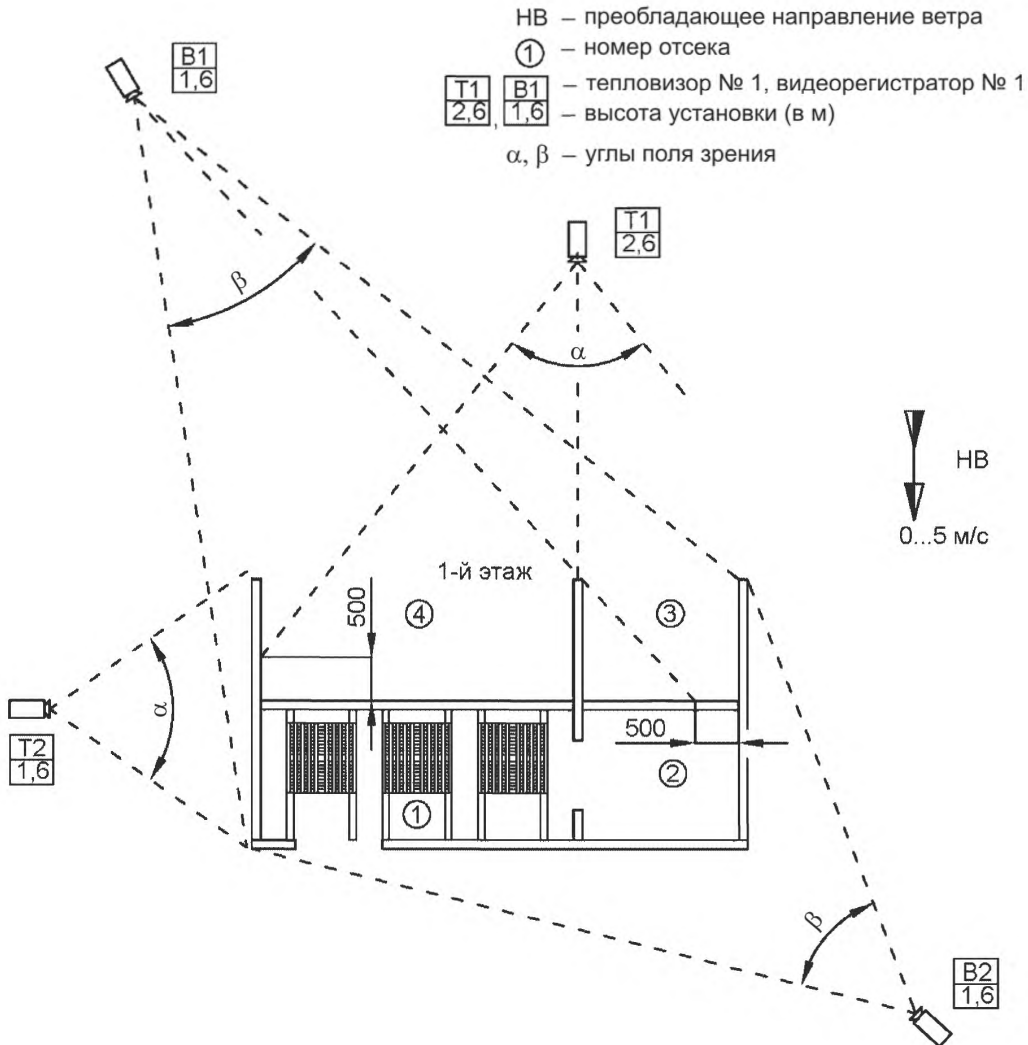 НВ – преобладающее направление ветра
① – номер отсека
Т1 2,6 , В1 1,6 – тепловизор № 1, видеорегистратор № 1
– высота установки (в м)
α, β – углы поля зрения
В1
1,6
Т1
2,6
β
α
НВ
0...5 м/с
1-й этаж
500
④
③
α
Т2
1,6
500
②
①
β
В2
1,6